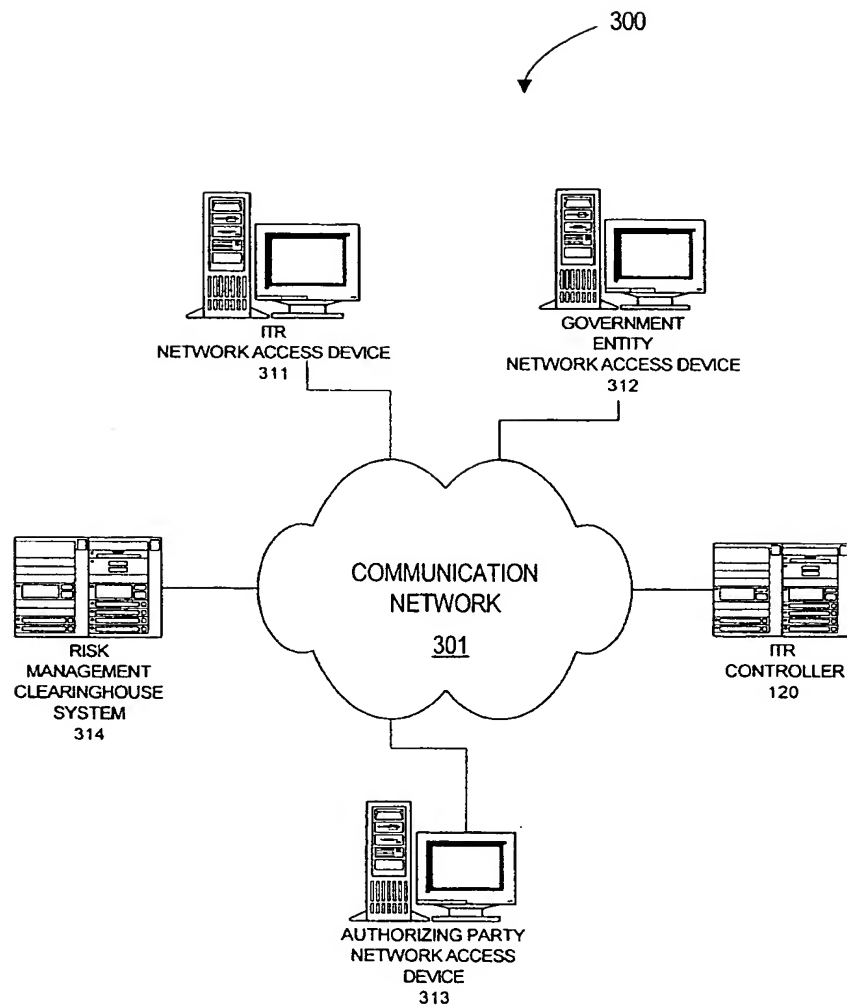 300
ITR
NETWORK ACCESS DEVICE
311
GOVERNMENT
ENTITY
NETWORK ACCESS DEVICE
312
COMMUNICATION
NETWORK
301
RISK
MANAGEMENT
CLEARINGHOUSE
SYSTEM
314
ITR
CONTROLLER
120
AUTHORIZING PARTY
NETWORK ACCESS
DEVICE
313